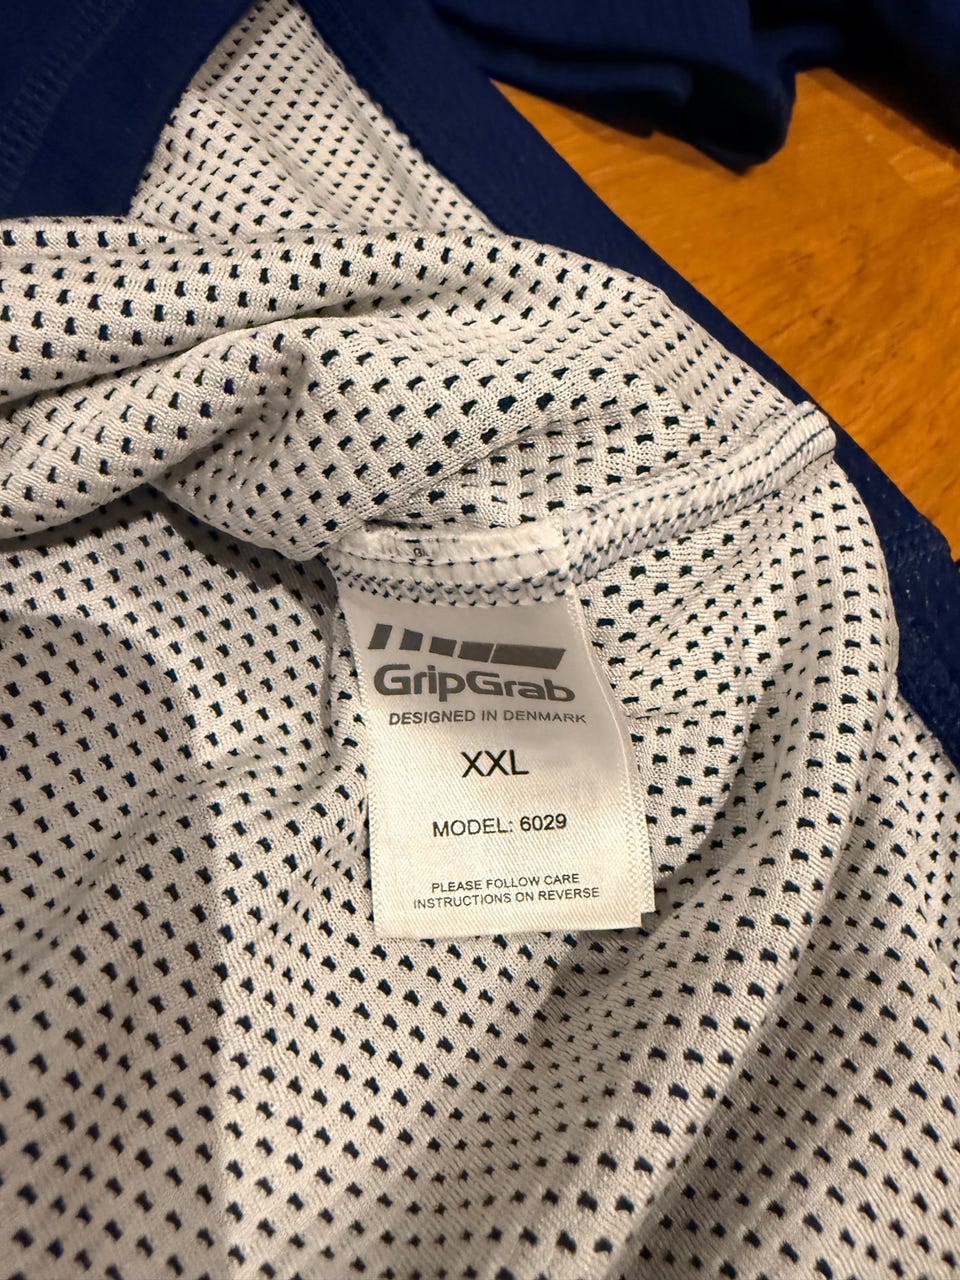 GripGrab
DESIGNED IN DENMARK
XXL
MODEL: 6029
PLEASE FOLLOW CARE
INSTRUCTIONS ON REVERSE